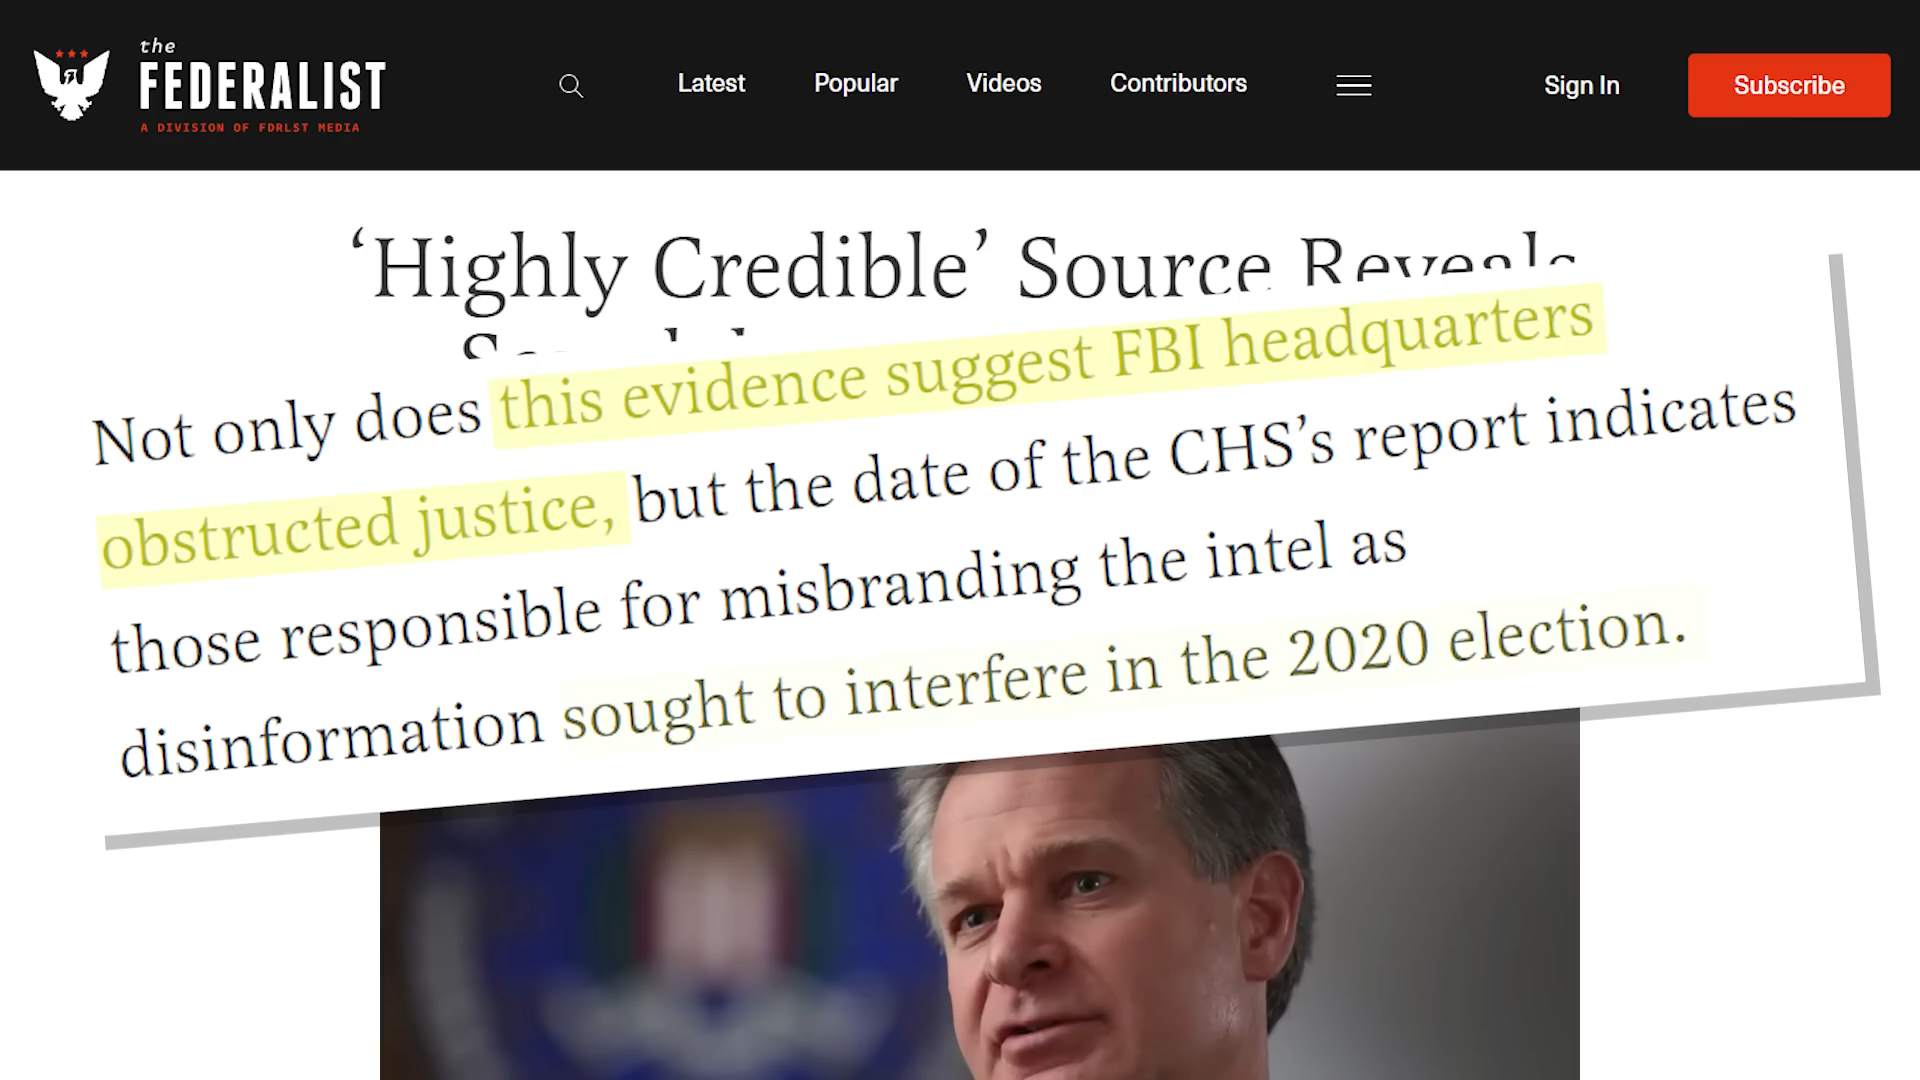 the
FEDERALIST
A DIVISION OF FDRLST MEDIA
Latest
Popular
Videos
Contributors
Sign In
Subscribe
‘Highly Credible’ Source Reveals
Not only does this evidence suggest FBI headquarters
obstructed justice, but the date of the CHS’s report indicates
those responsible for misbranding the intel as
disinformation sought to interfere in the 2020 election.